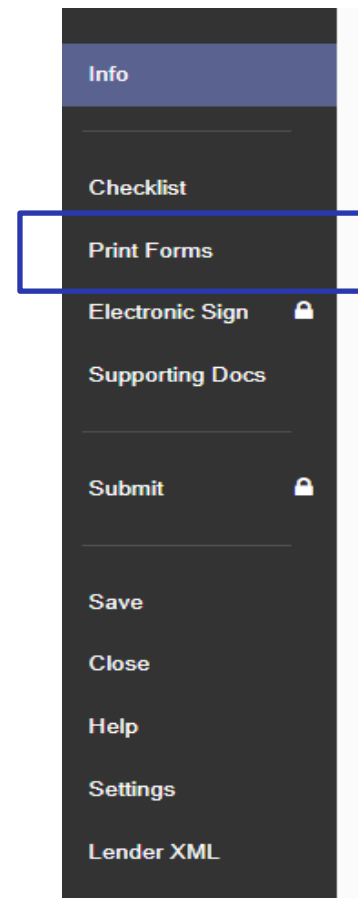 Info
Checklist
Print Forms
Electronic Sign
Supporting Docs
Submit
Save
Close
Help
Settings
Lender XML